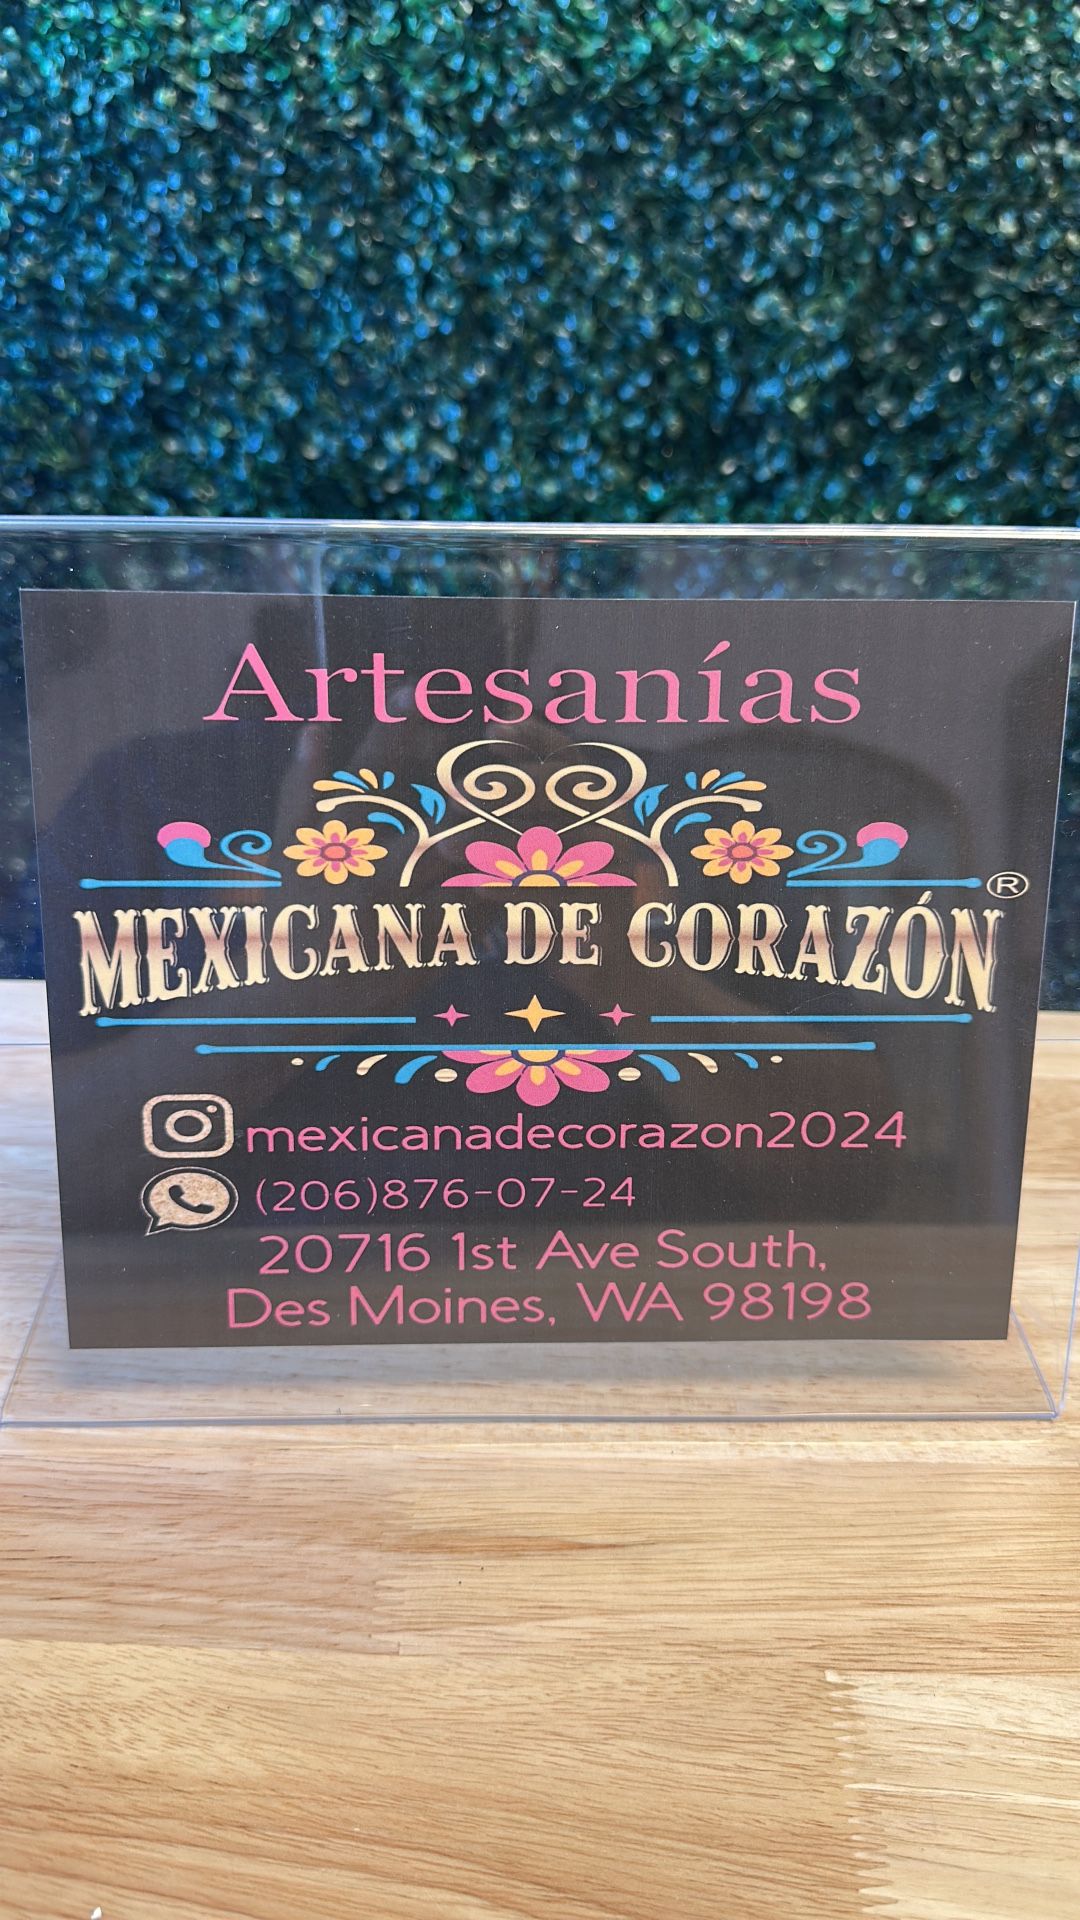 Artesanías
MEXICANA DE CORAZÓN ®
mexicanadecorazon2024
(206)876-07-24
20716 1st Ave South,
Des Moines, WA 98198